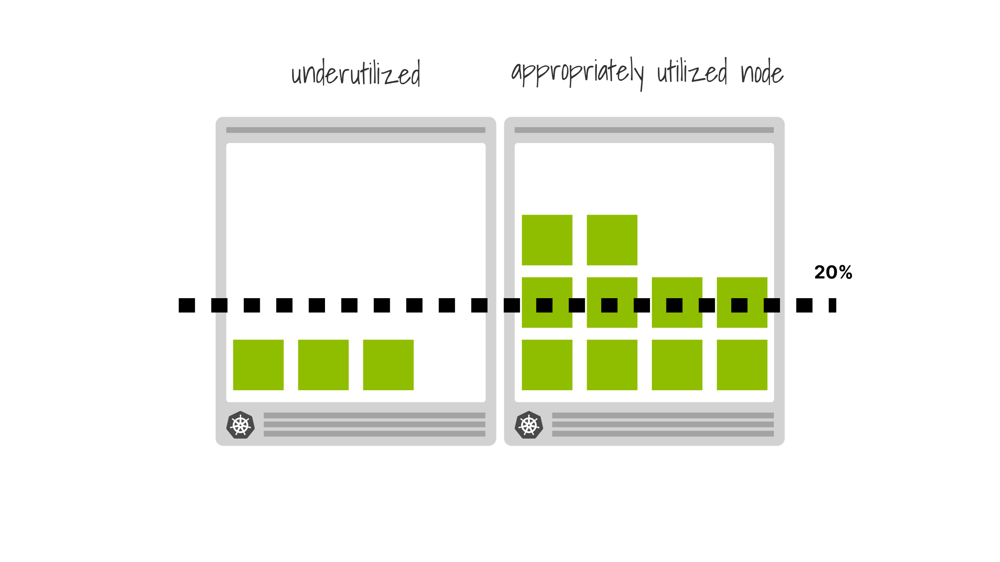 underutilized
appropriately utilized node
20%